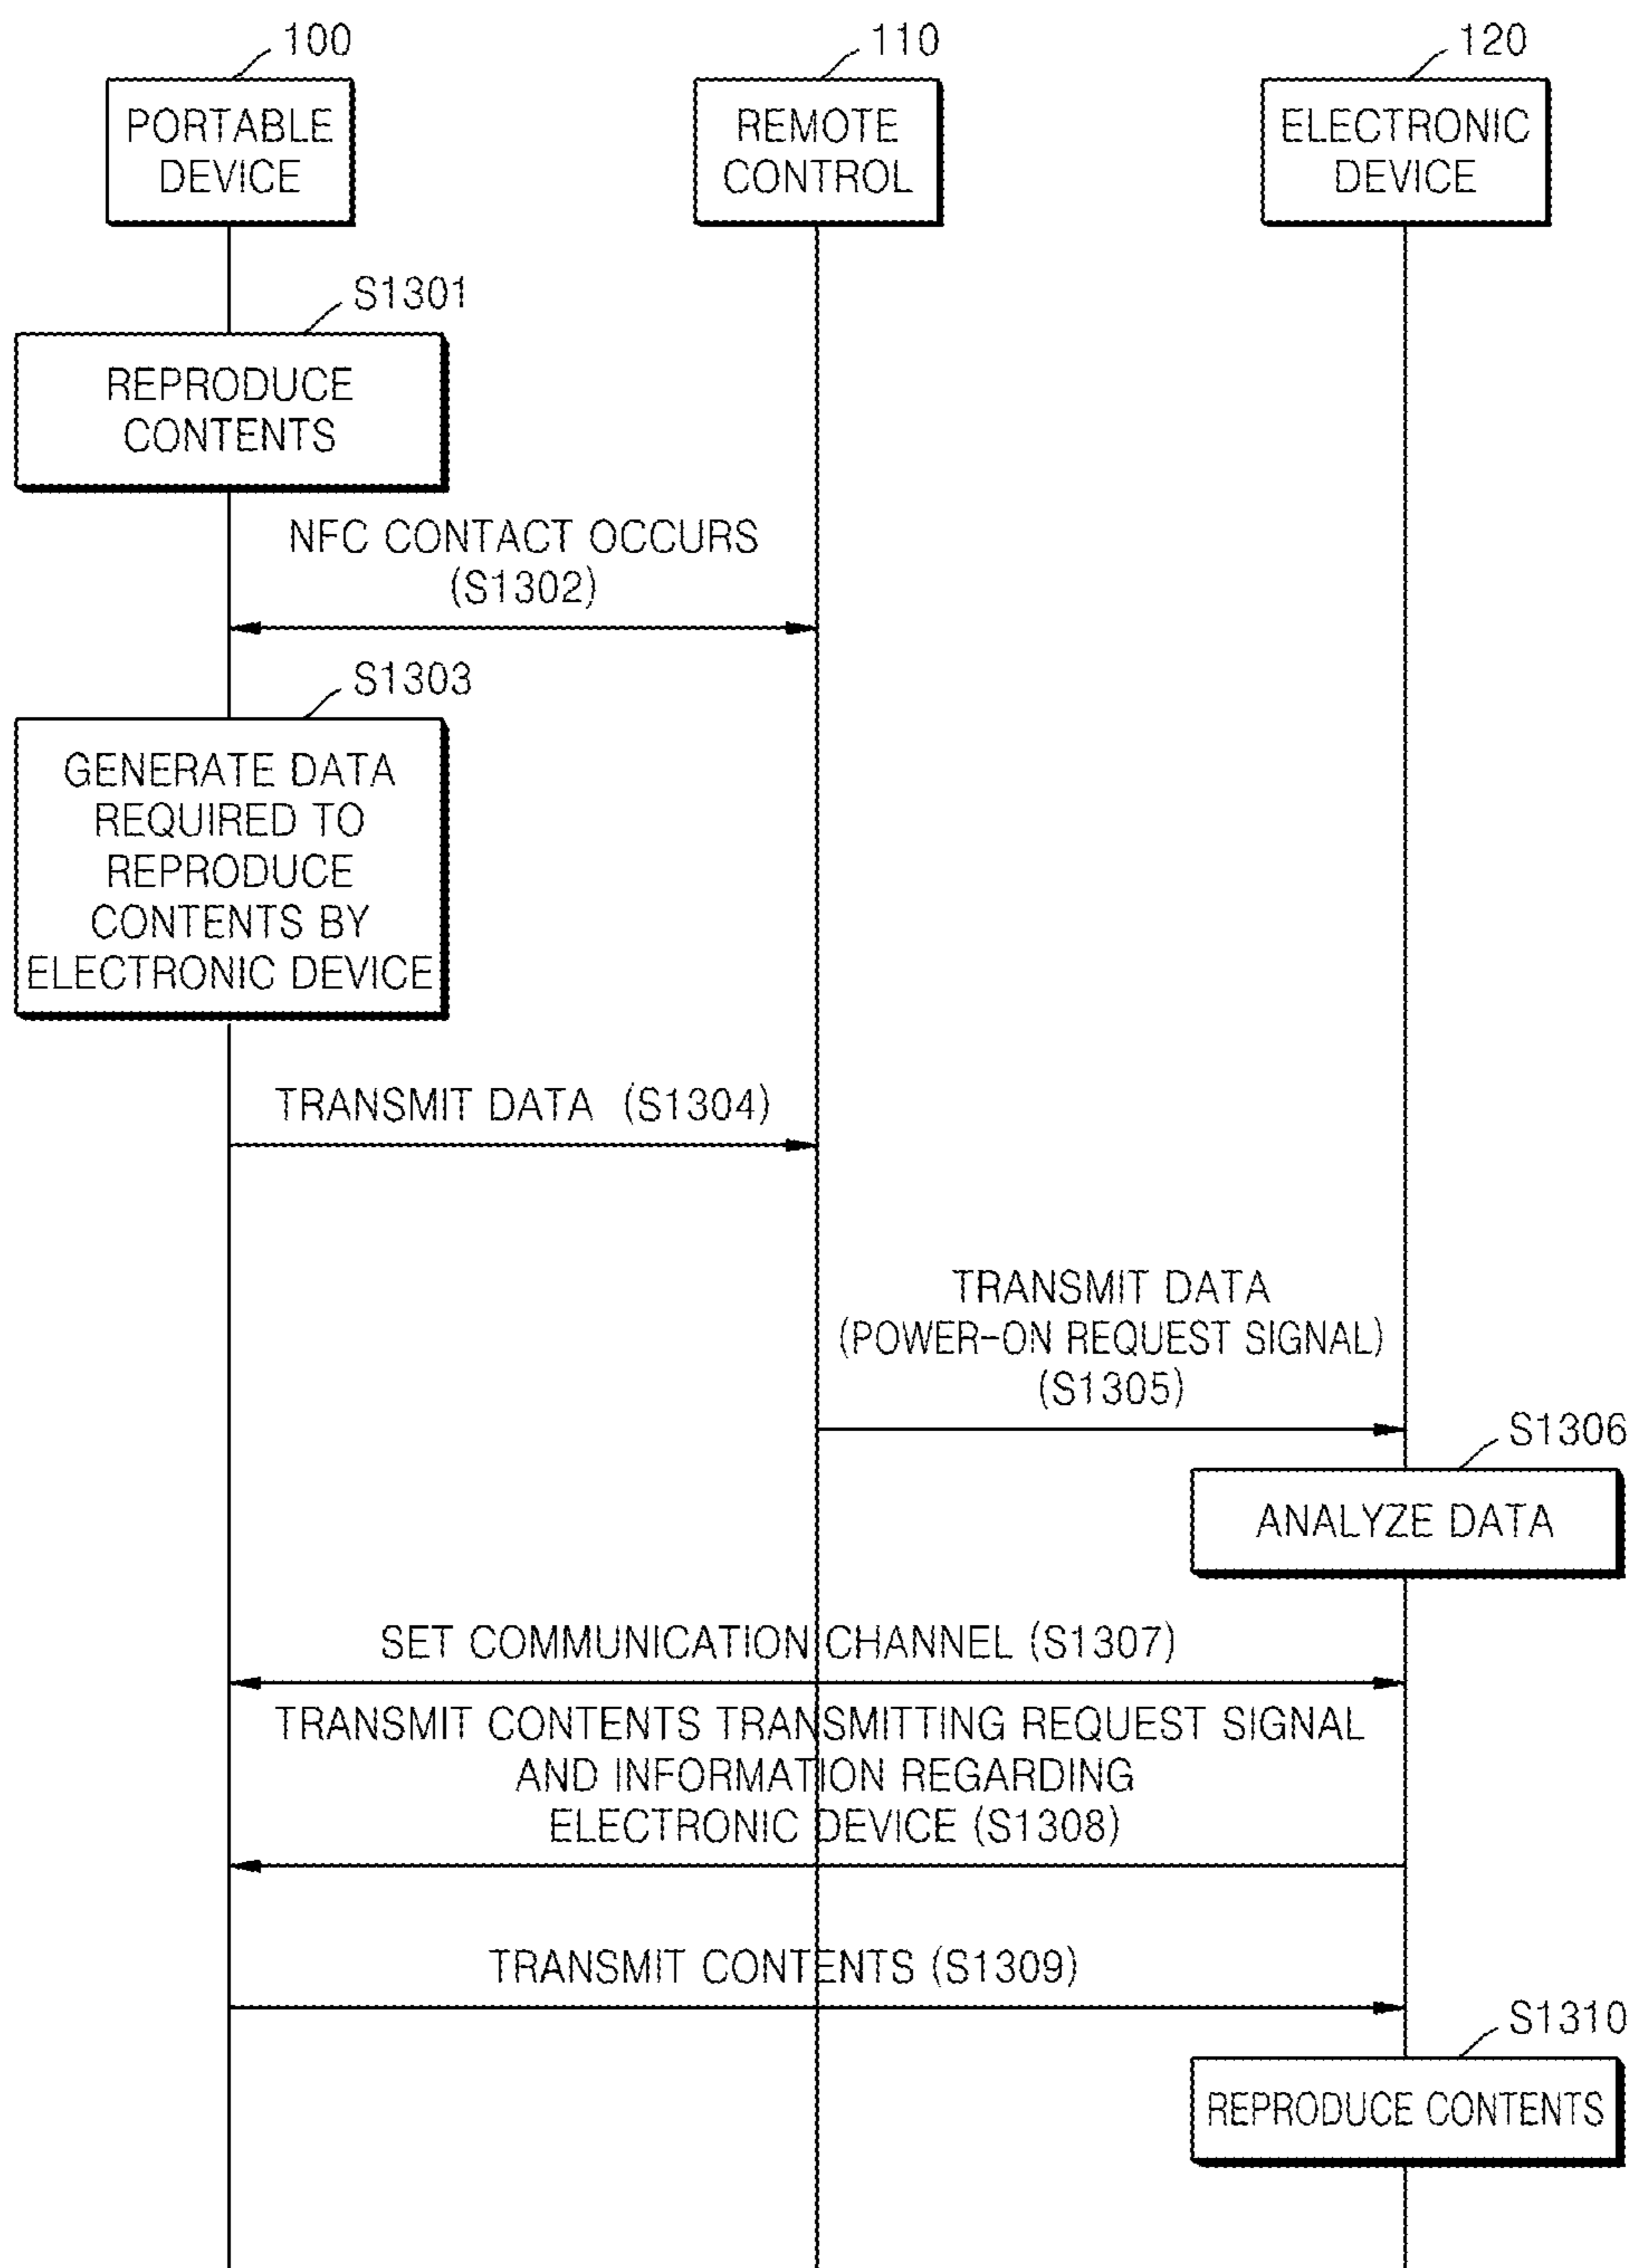 100
110
120
PORTABLE
DEVICE
REMOTE
CONTROL
ELECTRONIC
DEVICE
S1301
REPRODUCE
CONTENTS
NFC CONTACT OCCURS
(S1302)
S1303
GENERATE DATA
REQUIRED TO
REPRODUCE
CONTENTS BY
ELECTRONIC DEVICE
TRANSMIT DATA (S1304)
TRANSMIT DATA
(POWER-ON REQUEST SIGNAL)
(S1305)
S1306
ANALYZE DATA
SET COMMUNICATION CHANNEL (S1307)
TRANSMIT CONTENTS TRANSMITTING REQUEST SIGNAL
AND INFORMATION REGARDING
ELECTRONIC DEVICE (S1308)
TRANSMIT CONTENTS (S1309)
S1310
REPRODUCE CONTENTS